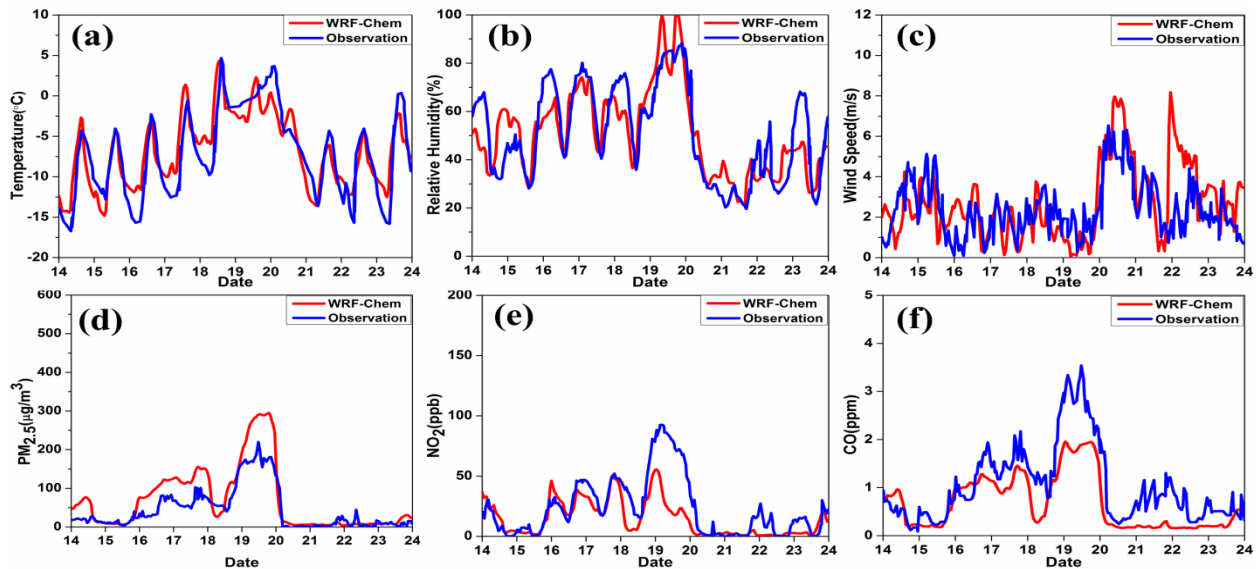 (a)
WRF-Chem
Observation
Temperature(°C)
10
5
0
-5
-10
-15
-20
14 15 16 17 18 19 20 21 22 23 24
Date
(b)
WRF-Chem
Observation
Relative Humidity(%)
100
80
60
40
20
0
14 15 16 17 18 19 20 21 22 23 24
Date
(c)
WRF-Chem
Observation
Wind Speed(m/s)
12
10
8
6
4
2
0
14 15 16 17 18 19 20 21 22 23 24
Date
(d)
WRF-Chem
Observation
PM2.5(μg/m3)
600
500
400
300
200
100
0
14 15 16 17 18 19 20 21 22 23 24
Date
(e)
WRF-Chem
Observation
NO2(ppb)
200
150
100
50
0
14 15 16 17 18 19 20 21 22 23 24
Date
(f)
WRF-Chem
Observation
CO(ppm)
5
4
3
2
1
0
14 15 16 17 18 19 20 21 22 23 24
Date